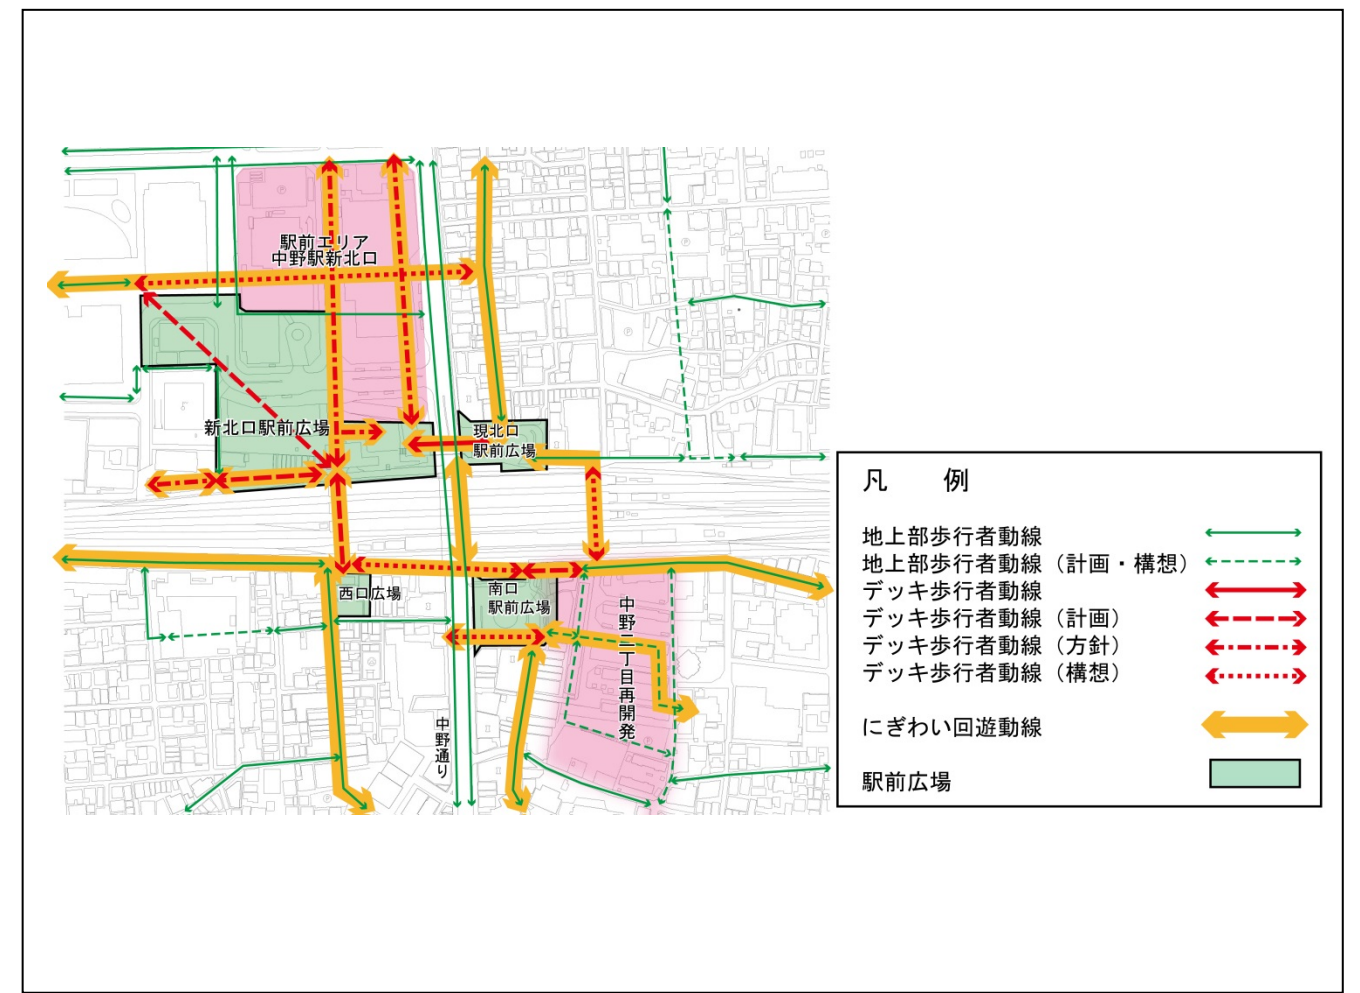 駅前エリア
中野駅新北口
新北口駅前広場
現北口
駅前広場
西口広場
南口
駅前広場
中野二丁目再開発
中野通り
凡 例
地上部歩行者動線
地上部歩行者動線（計画・構想）
デッキ歩行者動線
デッキ歩行者動線（計画）
デッキ歩行者動線（方針）
デッキ歩行者動線（構想）
にぎわい回遊動線
駅前広場